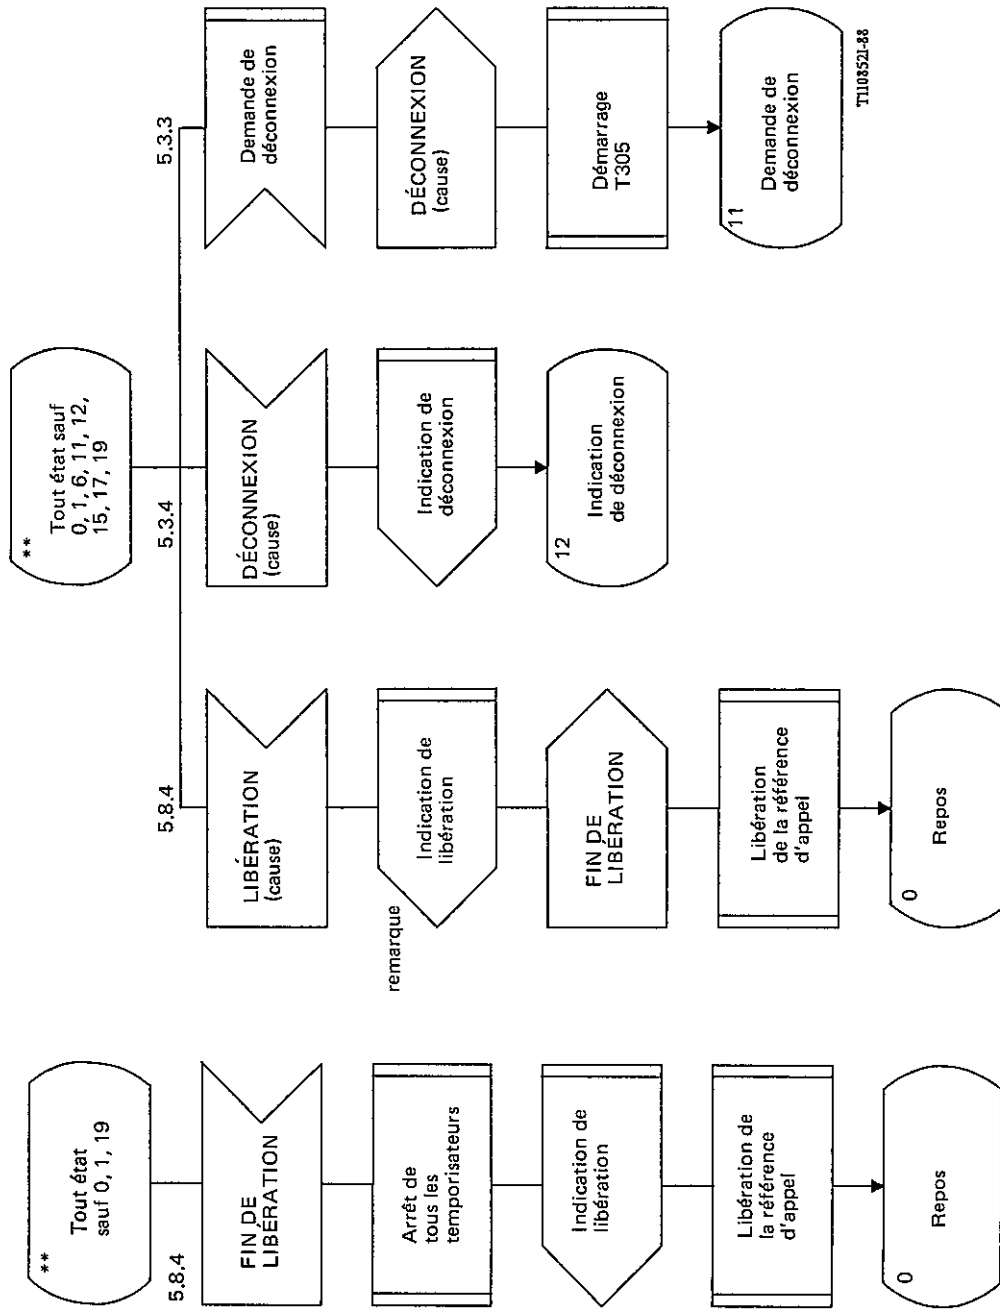 **
Tout état
sauf 0, 1, 19
5.8.4
FIN DE
LIBÉRATION
Arrêt de
tous les
temporisateurs
Indication de
libération
Libération de
la référence
d'appel
0
Repos
**
Tout état sauf
0, 1, 6, 11, 12,
15, 17, 19
5.8.4
LIBÉRATION
(cause)
remarque
Indication de
libération
FIN DE
LIBÉRATION
Libération
de la référence
d'appel
0
Repos
5.3.4
DÉCONNEXION
(cause)
Indication de
déconnexion
12
Indication
de déconnexion
5.3.3
Demande de
déconnexion
DÉCONNEXION
(cause)
Démarrage
T305
11
Demande de
déconnexion
T1108521-88